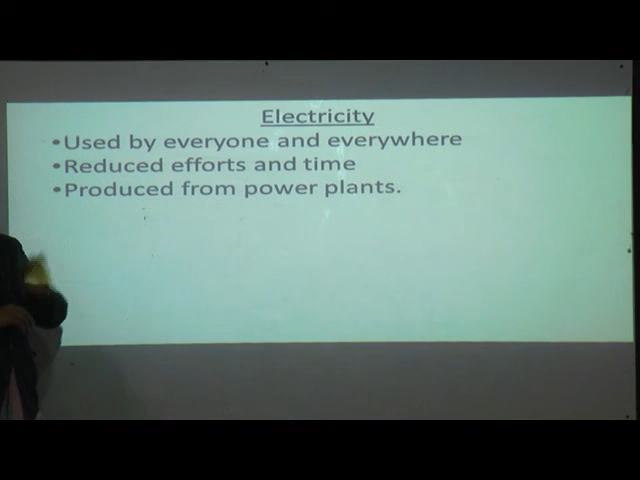 Electricity
•Used by everyone and everywhere
•Reduced efforts and time
•Produced from power plants.